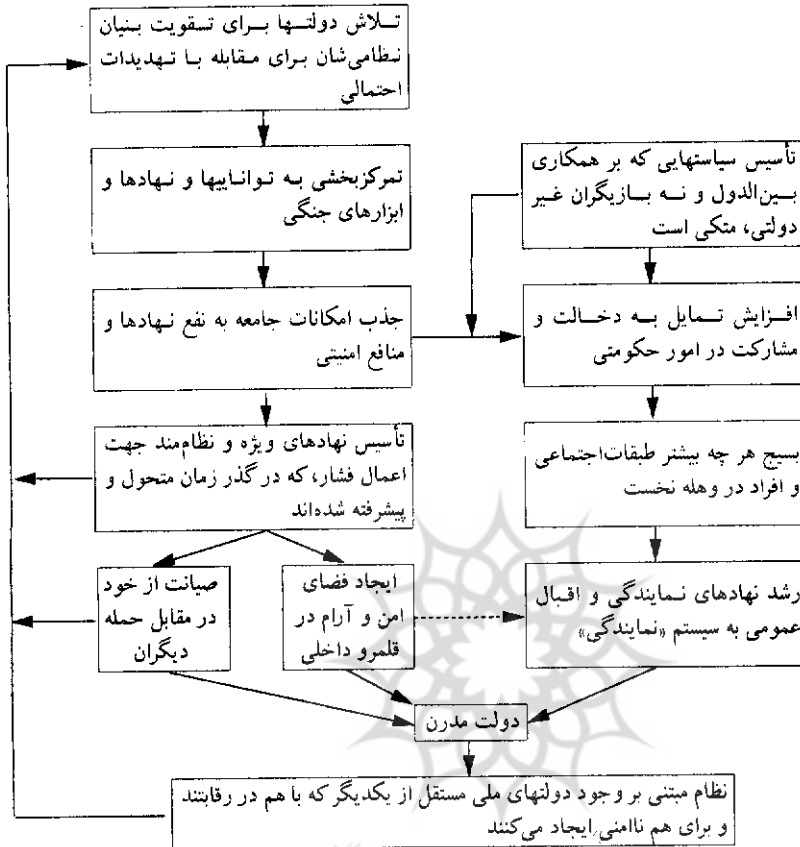 تلاش دولتها برای تقویت بنیان
نظامی‌شان برای مقابله با تهدیدات
احتمالی
تمرکزبخشی به تواناییها و نهادها و
ابزارهای جنگی
تأسیس سیاستهایی که بر همکاری
بین‌الدول و نه بازیگران غیر
دولتی، متکی است
جذب امکانات جامعه به نفع نهادها و
منافع امنیتی
افزایش تمایل به دخالت و
مشارکت در امور حکومتی
تأسیس نهادهای ویژه و نظام‌مند جهت
اعمال فشار، که در گذر زمان متحول و
پیشرفته شده‌اند
بسیج هر چه بیشتر طبقات‌اجتماعی
و افراد در وهله نخست
صیانت از خود
در مقابل حمله
دیگران
ایجاد فضای
امن و آرام در
قلمرو داخلی
رشد نهادهای نمایندگی و اقبال
عمومی به سیستم «نمایندگی»
دولت مدرن
نظام مبتنی بر وجود دولتهای ملی مستقل از یکدیگر که با هم در رقابتند
و برای هم ناامنی ایجاد می‌کنند